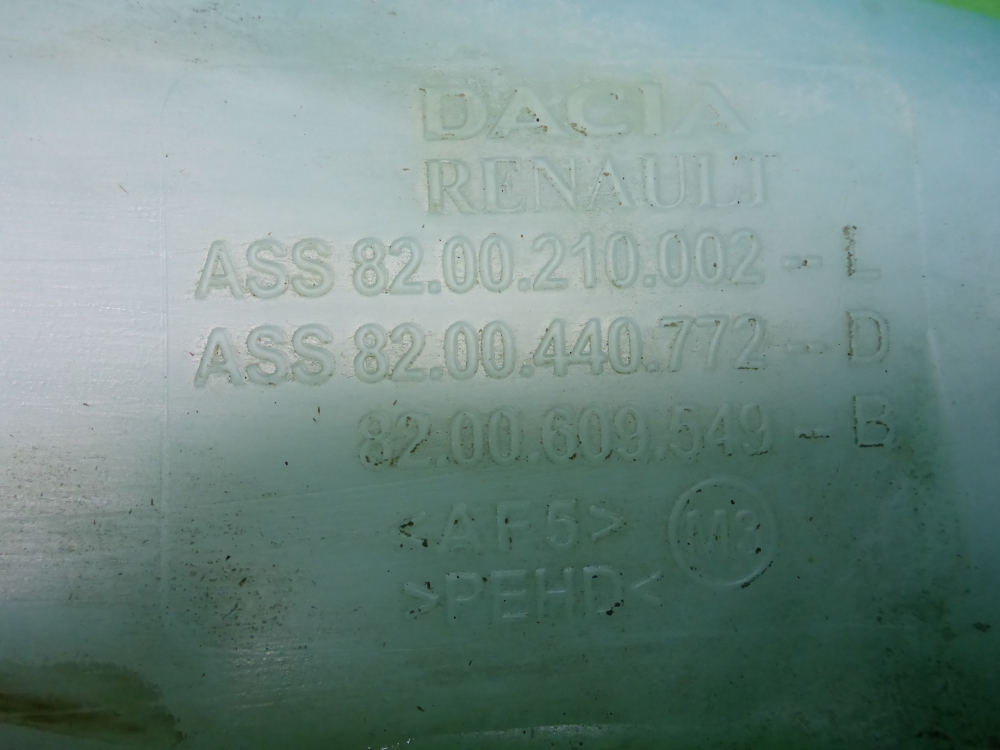 DACIA
RENAULT
ASS 82.00.210.002 - L
ASS 82.00.440.772 - D
82.00.609.549 - B
<AF5> M3
>PEHD<